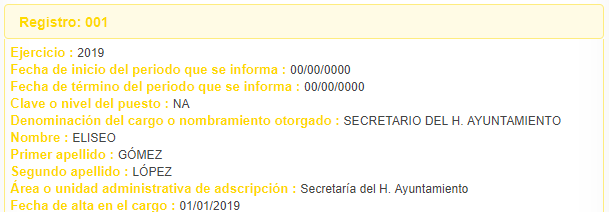 Registro: 001
Ejercicio : 2019
Fecha de inicio del periodo que se informa : 00/00/0000
Fecha de término del periodo que se informa : 00/00/0000
Clave o nivel del puesto : NA
Denominación del cargo o nombramiento otorgado : SECRETARIO DEL H. AYUNTAMIENTO
Nombre : ELISEO
Primer apellido : GÓMEZ
Segundo apellido : LÓPEZ
Área o unidad administrativa de adscripción : Secretaría del H. Ayuntamiento
Fecha de alta en el cargo : 01/01/2019